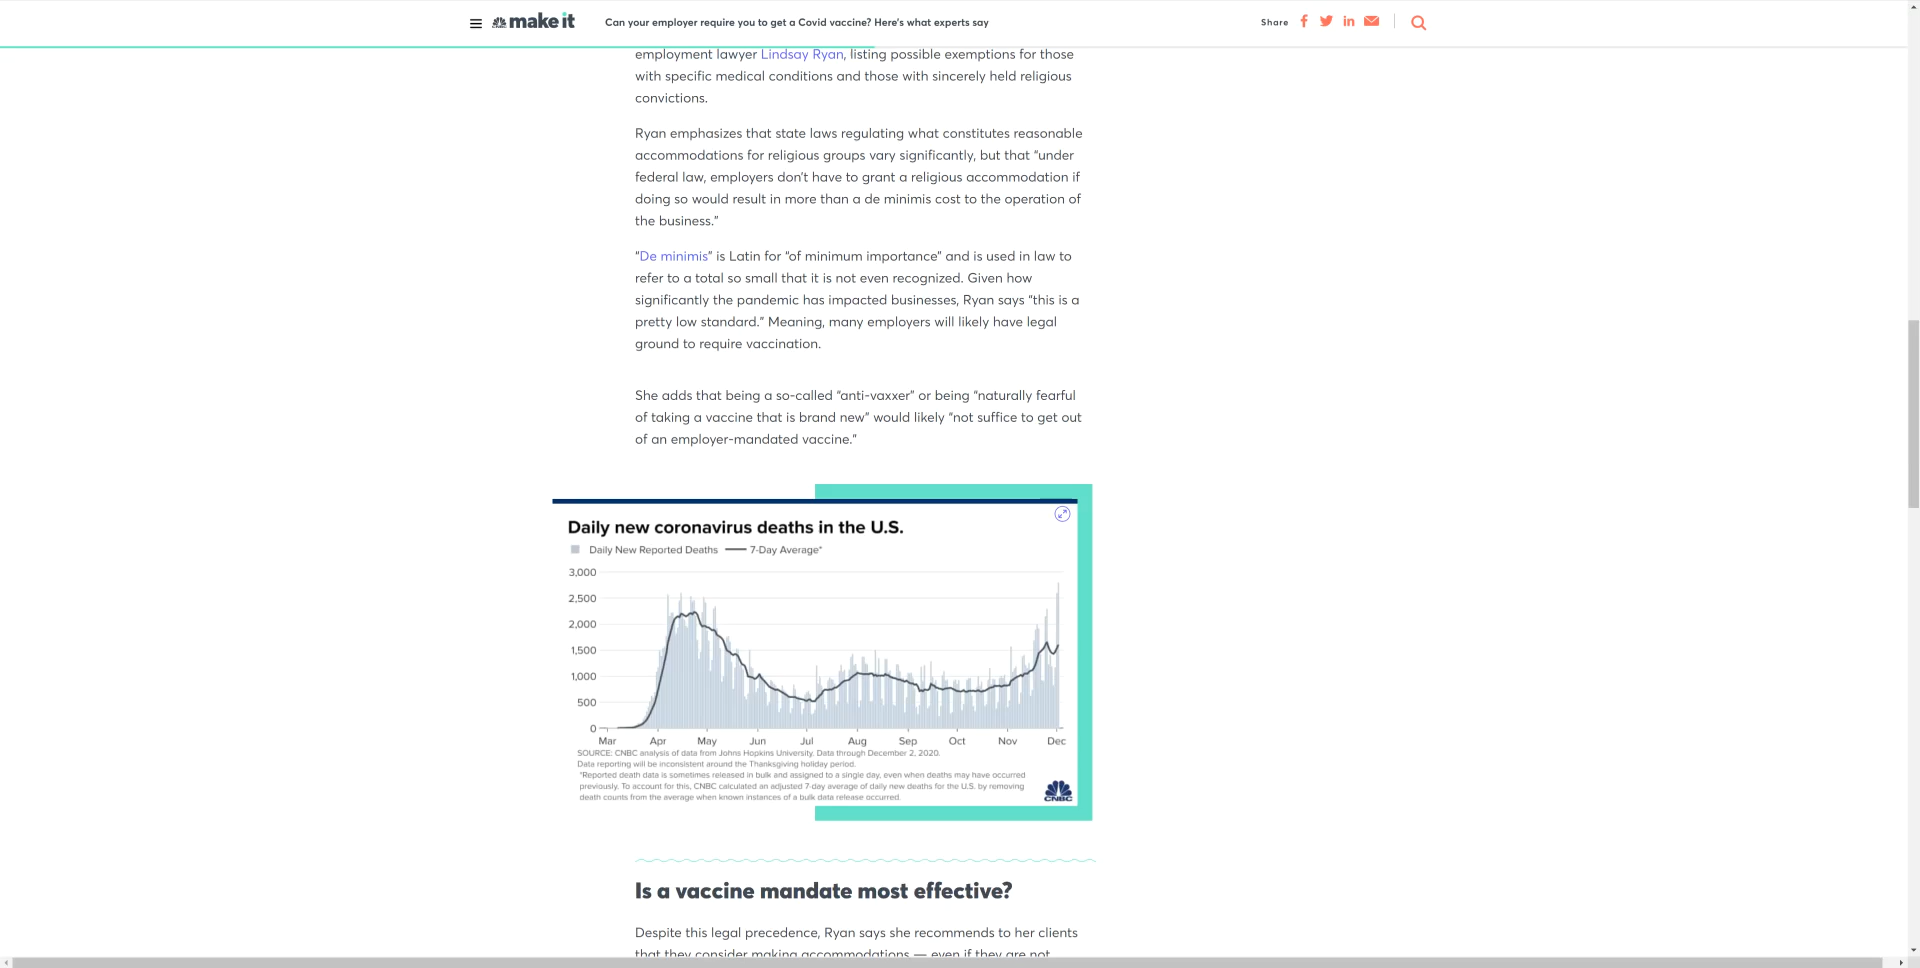 make it
Can your employer require you to get a Covid vaccine? Here's what experts say
Share
employment lawyer Lindsay Ryan, listing possible exemptions for those
with specific medical conditions and those with sincerely held religious
convictions.
Ryan emphasizes that state laws regulating what constitutes reasonable
accommodations for religious groups vary significantly, but that “under
federal law, employers don’t have to grant a religious accommodation if
doing so would result in more than a de minimis cost to the operation of
the business.”
“De minimis” is Latin for “of minimum importance” and is used in law to
refer to a total so small that it is not even recognized. Given how
significantly the pandemic has impacted businesses, Ryan says “this is a
pretty low standard.” Meaning, many employers will likely have legal
ground to require vaccination.
She adds that being a so-called “anti-vaxxer” or being “naturally fearful
of taking a vaccine that is brand new” would likely “not suffice to get out
of an employer-mandated vaccine.”
Daily new coronavirus deaths in the U.S.
Daily New Reported Deaths 7-Day Average*
3,000
2,500
2,000
1,500
1,000
500
0
Mar Apr May Jun Jul Aug Sep Oct Nov Dec
SOURCE: CNBC analysis of data from Johns Hopkins University. Data through December 2, 2020.
Data reporting will be inconsistent around the Thanksgiving holiday period.
*Reported death data is sometimes released in bulk and assigned to a single day, even when deaths may have occurred
previously. To account for this, CNBC calculated an adjusted 7-day average of daily new deaths for the U.S. by removing
death counts from the average when known instances of a bulk data release occurred.
CNBC
Is a vaccine mandate most effective?
Despite this legal precedence, Ryan says she recommends to her clients
that they consider making accommodations — even if they are not